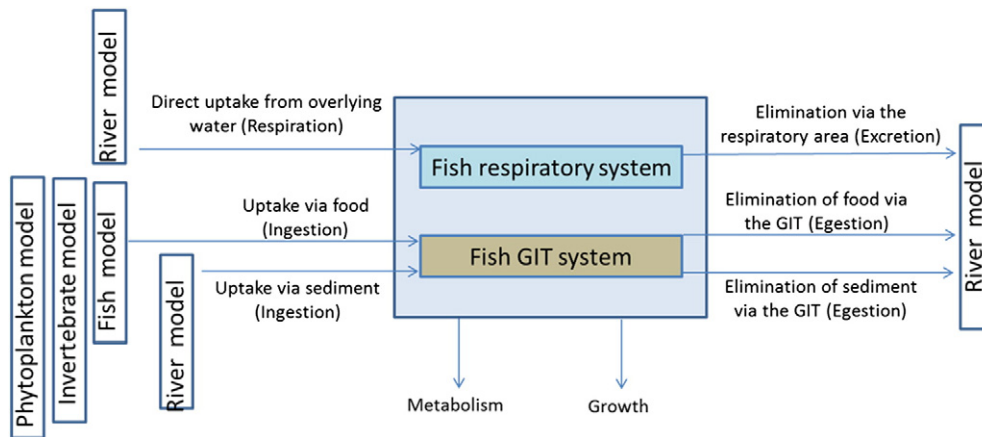 River model
Direct uptake from overlying
water (Respiration)
Fish respiratory system
Elimination via the
respiratory area (Excretion)
Phytoplankton model
Invertebrate model
Fish model
Uptake via food
(Ingestion)
River model
Uptake via sediment
(Ingestion)
Fish GIT system
Elimination of food via
the GIT (Egestion)
Elimination of sediment
via the GIT (Egestion)
River model
Metabolism
Growth